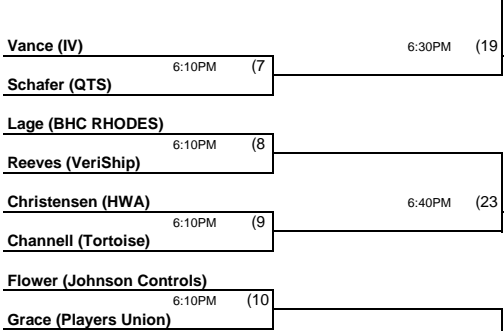 Vance (IV)
6:30PM (19
6:10PM (7
Schafer (QTS)
Lage (BHC RHODES)
6:10PM (8
Reeves (VeriShip)
Christensen (HWA)
6:40PM (23
6:10PM (9
Channell (Tortoise)
Flower (Johnson Controls)
6:10PM (10
Grace (Players Union)